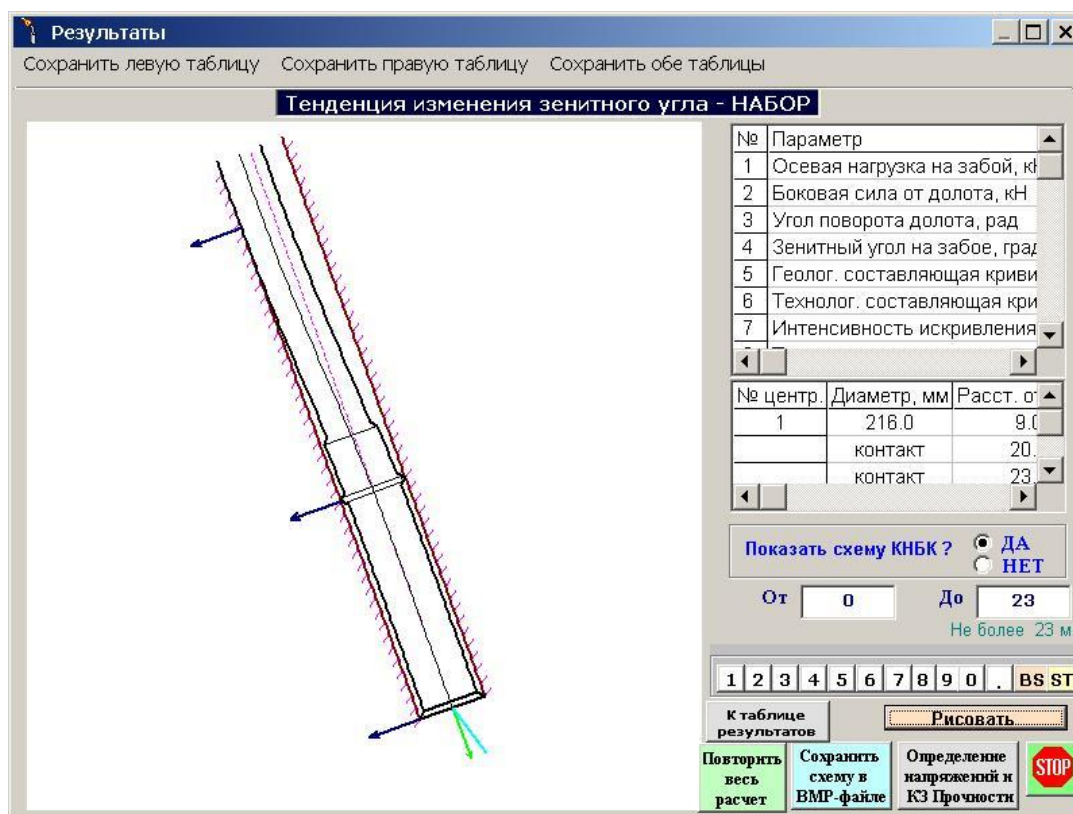 Результаты
Сохранить левую таблицу Сохранить правую таблицу Сохранить обе таблицы
Тенденция изменения зенитного угла - НАБОР
№ Параметр
1 Осевая нагрузка на забой,
2 Боковая сила от долота, кН
3 Угол поворота долота, рад
4 Зенитный угол на забое, град
5 Геолог. составляющая криви
6 Технолог. составляющая кри
7 Интенсивность искривления
№ центр. Диаметр, мм Расст. от
1 216.0 9.0
контакт 20.
контакт 23.
Показать схему КНБК ? ДА
НЕТ
От 0 До 23
Не более 23 м
1 2 3 4 5 6 7 8 9 0 . BS ST
К таблице
результатов
Рисовать
Повторить
весь
расчет
Сохранить
схему в
BMP-файле
Определение
напряжений и
КЗ Прочности
STOP